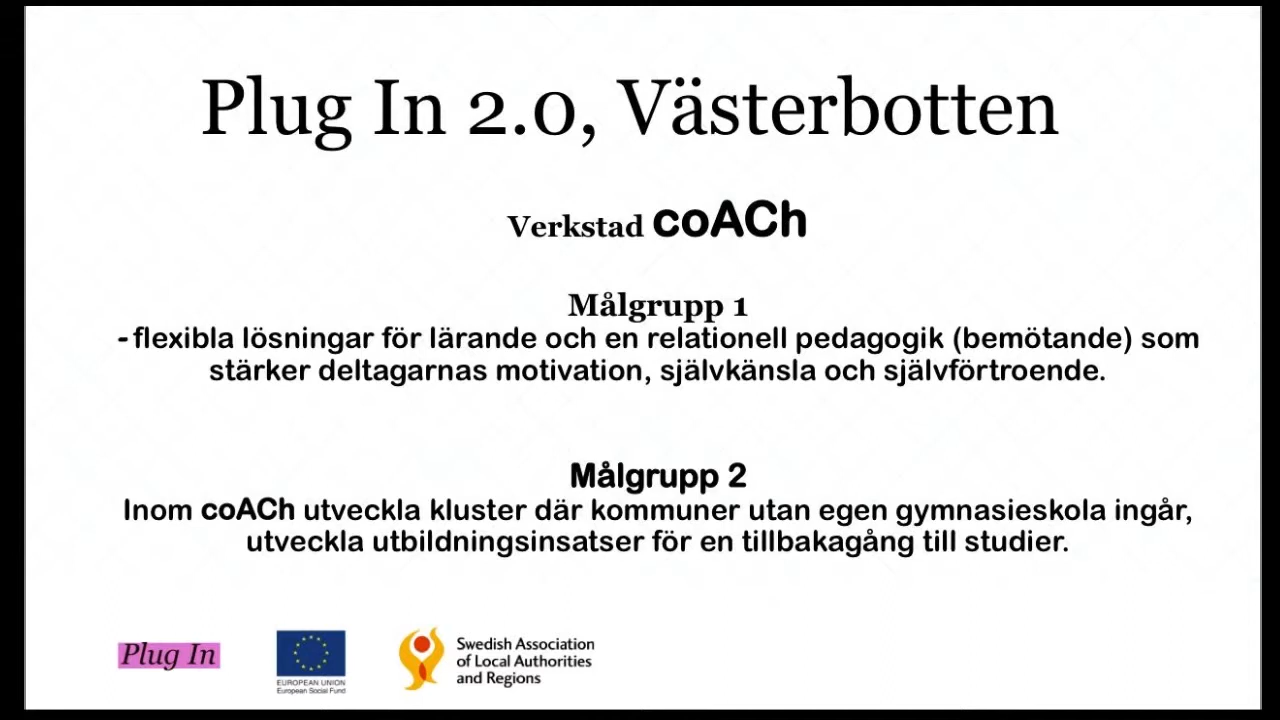 Plug In 2.0, Västerbotten
Verkstad coACh
Målgrupp 1
- flexibla lösningar för lärande och en relationell pedagogik (bemötande) som
stärker deltagarnas motivation, självkänsla och självförtroende.
Målgrupp 2
Inom coACh utveckla kluster där kommuner utan egen gymnasieskola ingår,
utveckla utbildningsinsatser för en tillbakagång till studier.
Plug In
EUROPEAN UNION
European Social Fund
Swedish Association
of Local Authorities
and Regions